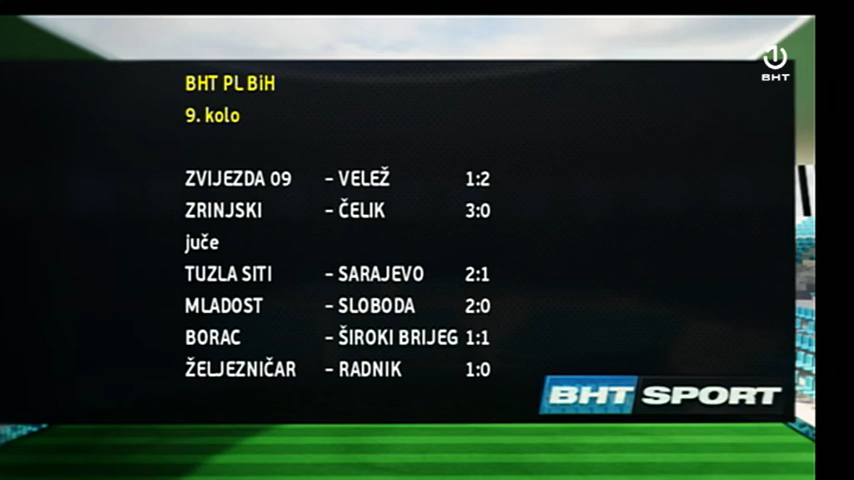 1
BHT
BHT PL BiH
9. kolo
ZVIJEZDA 09 – VELEŽ 1:2
ZRINJSKI – ČELIK 3:0
juče
TUZLA SITI – SARAJEVO 2:1
MLADOST – SLOBODA 2:0
BORAC – ŠIROKI BRIJEG 1:1
ŽELJEZNIČAR – RADNIK 1:0
BHT SPORT